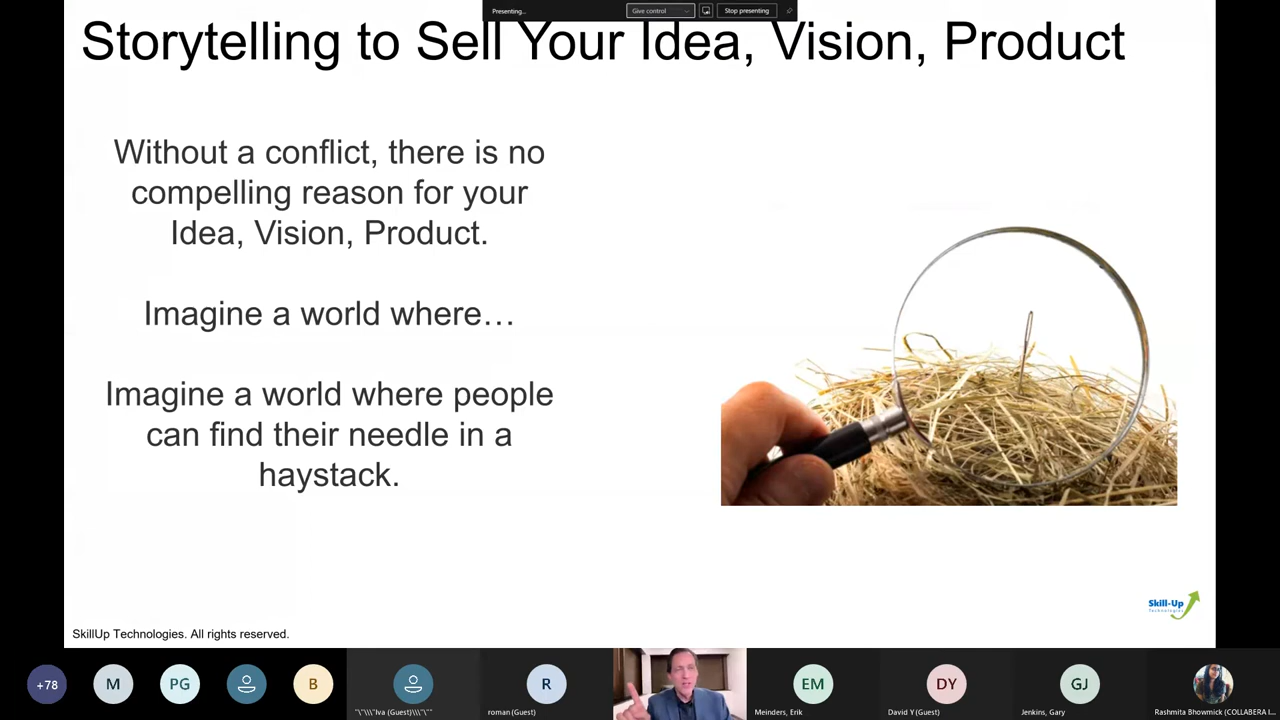 Presenting...
Give control
Stop presenting
Storytelling to Sell Your Idea, Vision, Product
Without a conflict, there is no
compelling reason for your
Idea, Vision, Product.
Imagine a world where…
Imagine a world where people
can find their needle in a
haystack.
Skill-Up
Technologies
SkillUp Technologies. All rights reserved.
+78
M
PG
B
"\"\\\"Iva (Guest)\\\"\"
R
roman (Guest)
EM
Meinders, Erik
DY
David Y (Guest)
GJ
Jenkins, Gary
Rashmita Bhowmick (COLLABERA I...